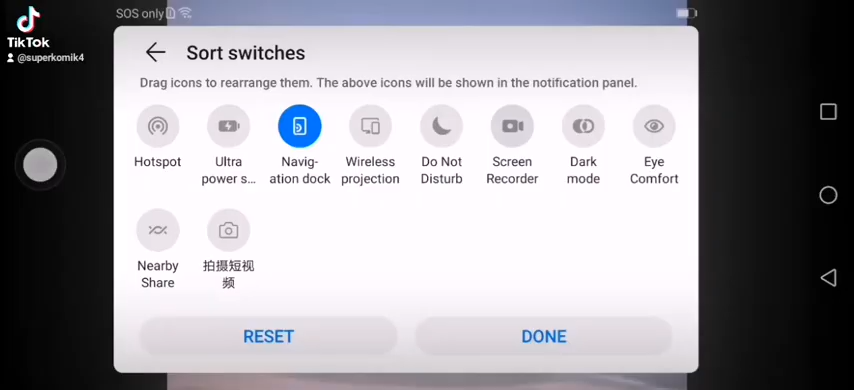 SOS only
TikTok
@superkomik4
Sort switches
Drag icons to rearrange them. The above icons will be shown in the notification panel.
Hotspot
Ultra
power s...
Navig-
ation dock
Wireless
projection
Do Not
Disturb
Screen
Recorder
Dark
mode
Eye
Comfort
Nearby
Share
拍摄短视
频
RESET
DONE